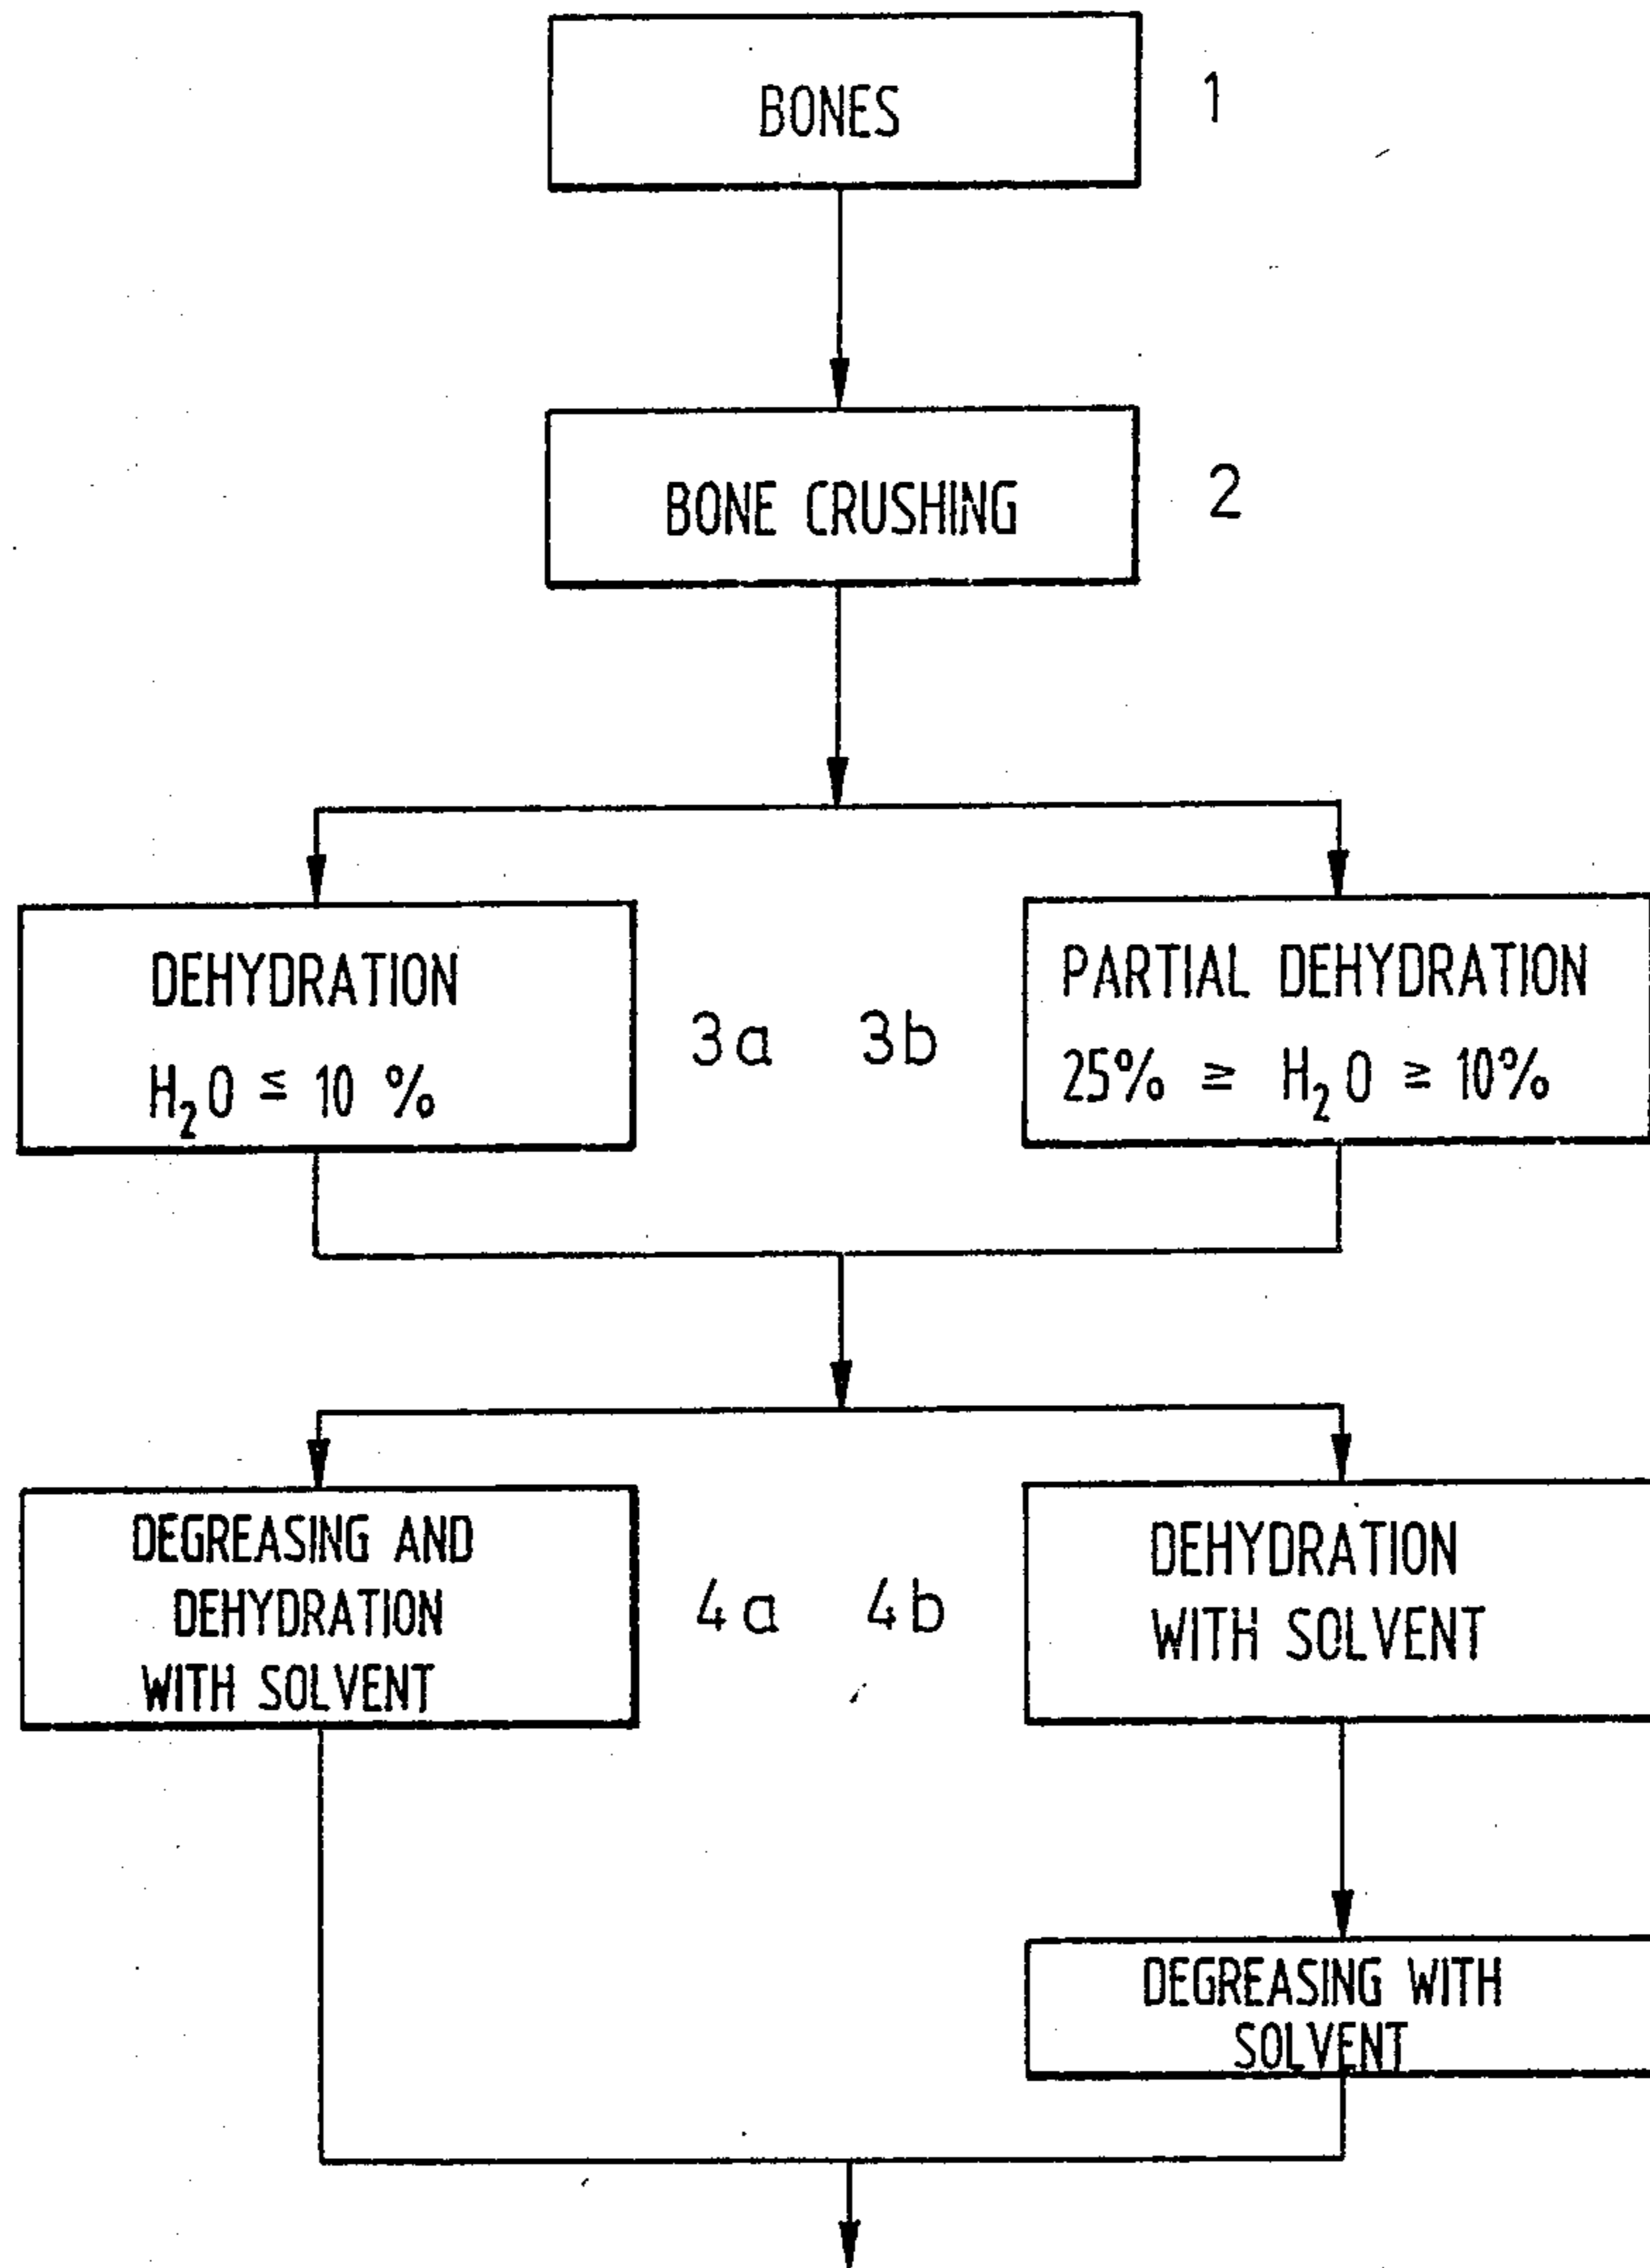 BONES
1
BONE CRUSHING
2
DEHYDRATION
H₂O ≤ 10 %
3a
3b
PARTIAL DEHYDRATION
25% ≥ H₂O ≥ 10%
DEGREASING AND
DEHYDRATION
WITH SOLVENT
4a
4b
DEHYDRATION
WITH SOLVENT
DEGREASING WITH
SOLVENT